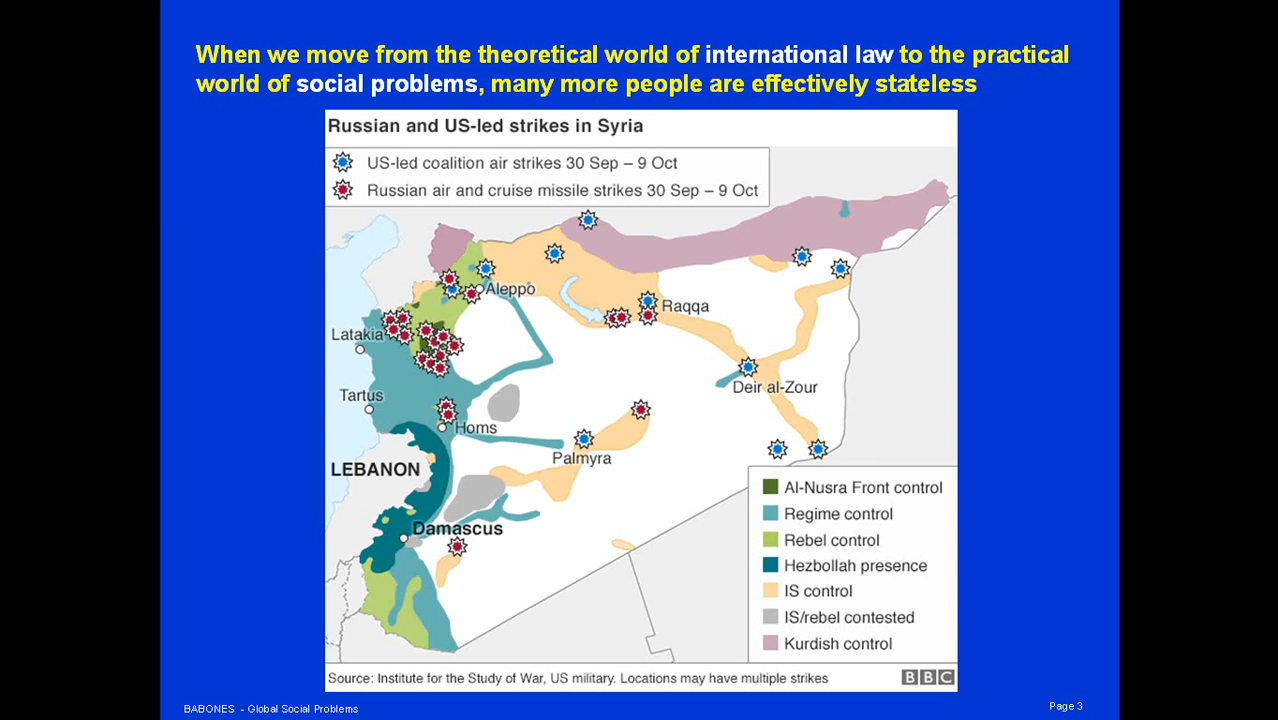 When we move from the theoretical world of international law to the practical
world of social problems, many more people are effectively stateless
Russian and US-led strikes in Syria
US-led coalition air strikes 30 Sep – 9 Oct
Russian air and cruise missile strikes 30 Sep – 9 Oct
Aleppo
Raqqa
Latakia
Deir al-Zour
Tartus
Homs
Palmyra
LEBANON
Damascus
Al-Nusra Front control
Regime control
Rebel control
Hezbollah presence
IS control
IS/rebel contested
Kurdish control
Source: Institute for the Study of War, US military. Locations may have multiple strikes
BBC
BABONES - Global Social Problems
Page 3